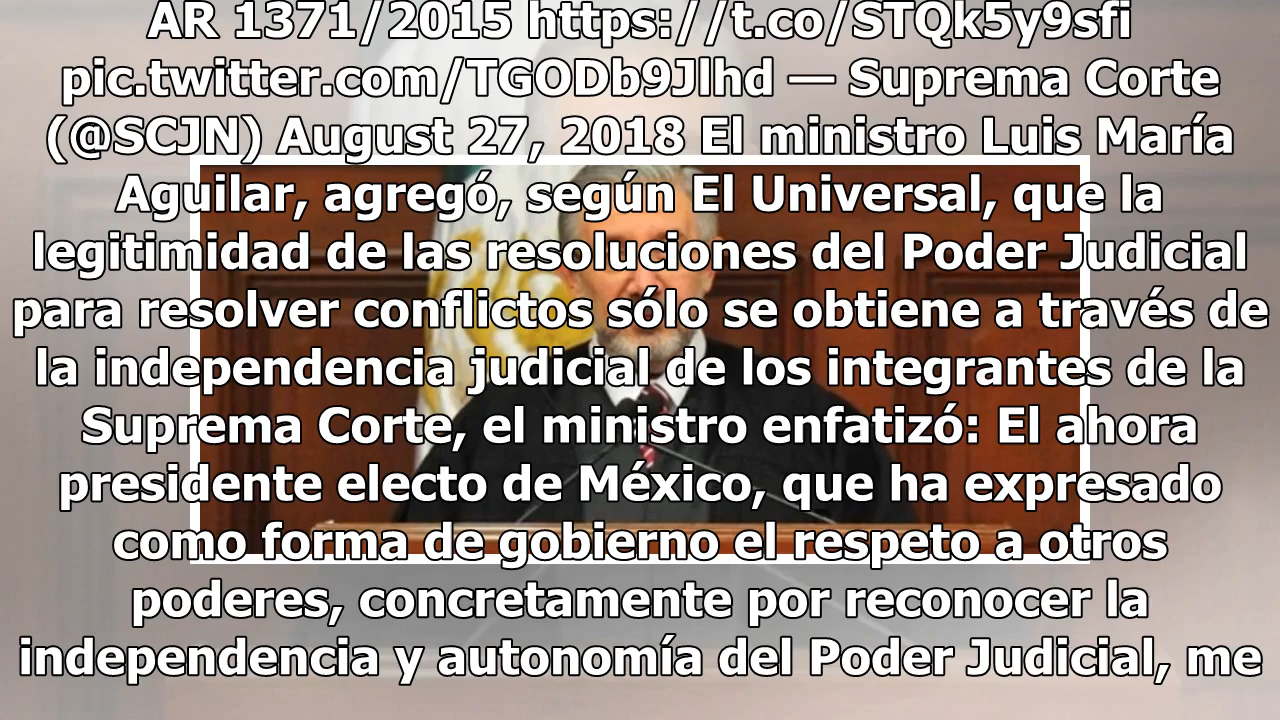 AR 1371/2015 https://t.co/STQk5y9sfi
pic.twitter.com/TGODb9Jlhd — Suprema Corte
(@SCJN) August 27, 2018 El ministro Luis María
Aguilar, agregó, según El Universal, que la
legitimidad de las resoluciones del Poder Judicial
para resolver conflictos sólo se obtiene a través de
la independencia judicial de los integrantes de la
Suprema Corte, el ministro enfatizó: El ahora
presidente electo de México, que ha expresado
como forma de gobierno el respeto a otros
poderes, concretamente por reconocer la
independencia y autonomía del Poder Judicial, me